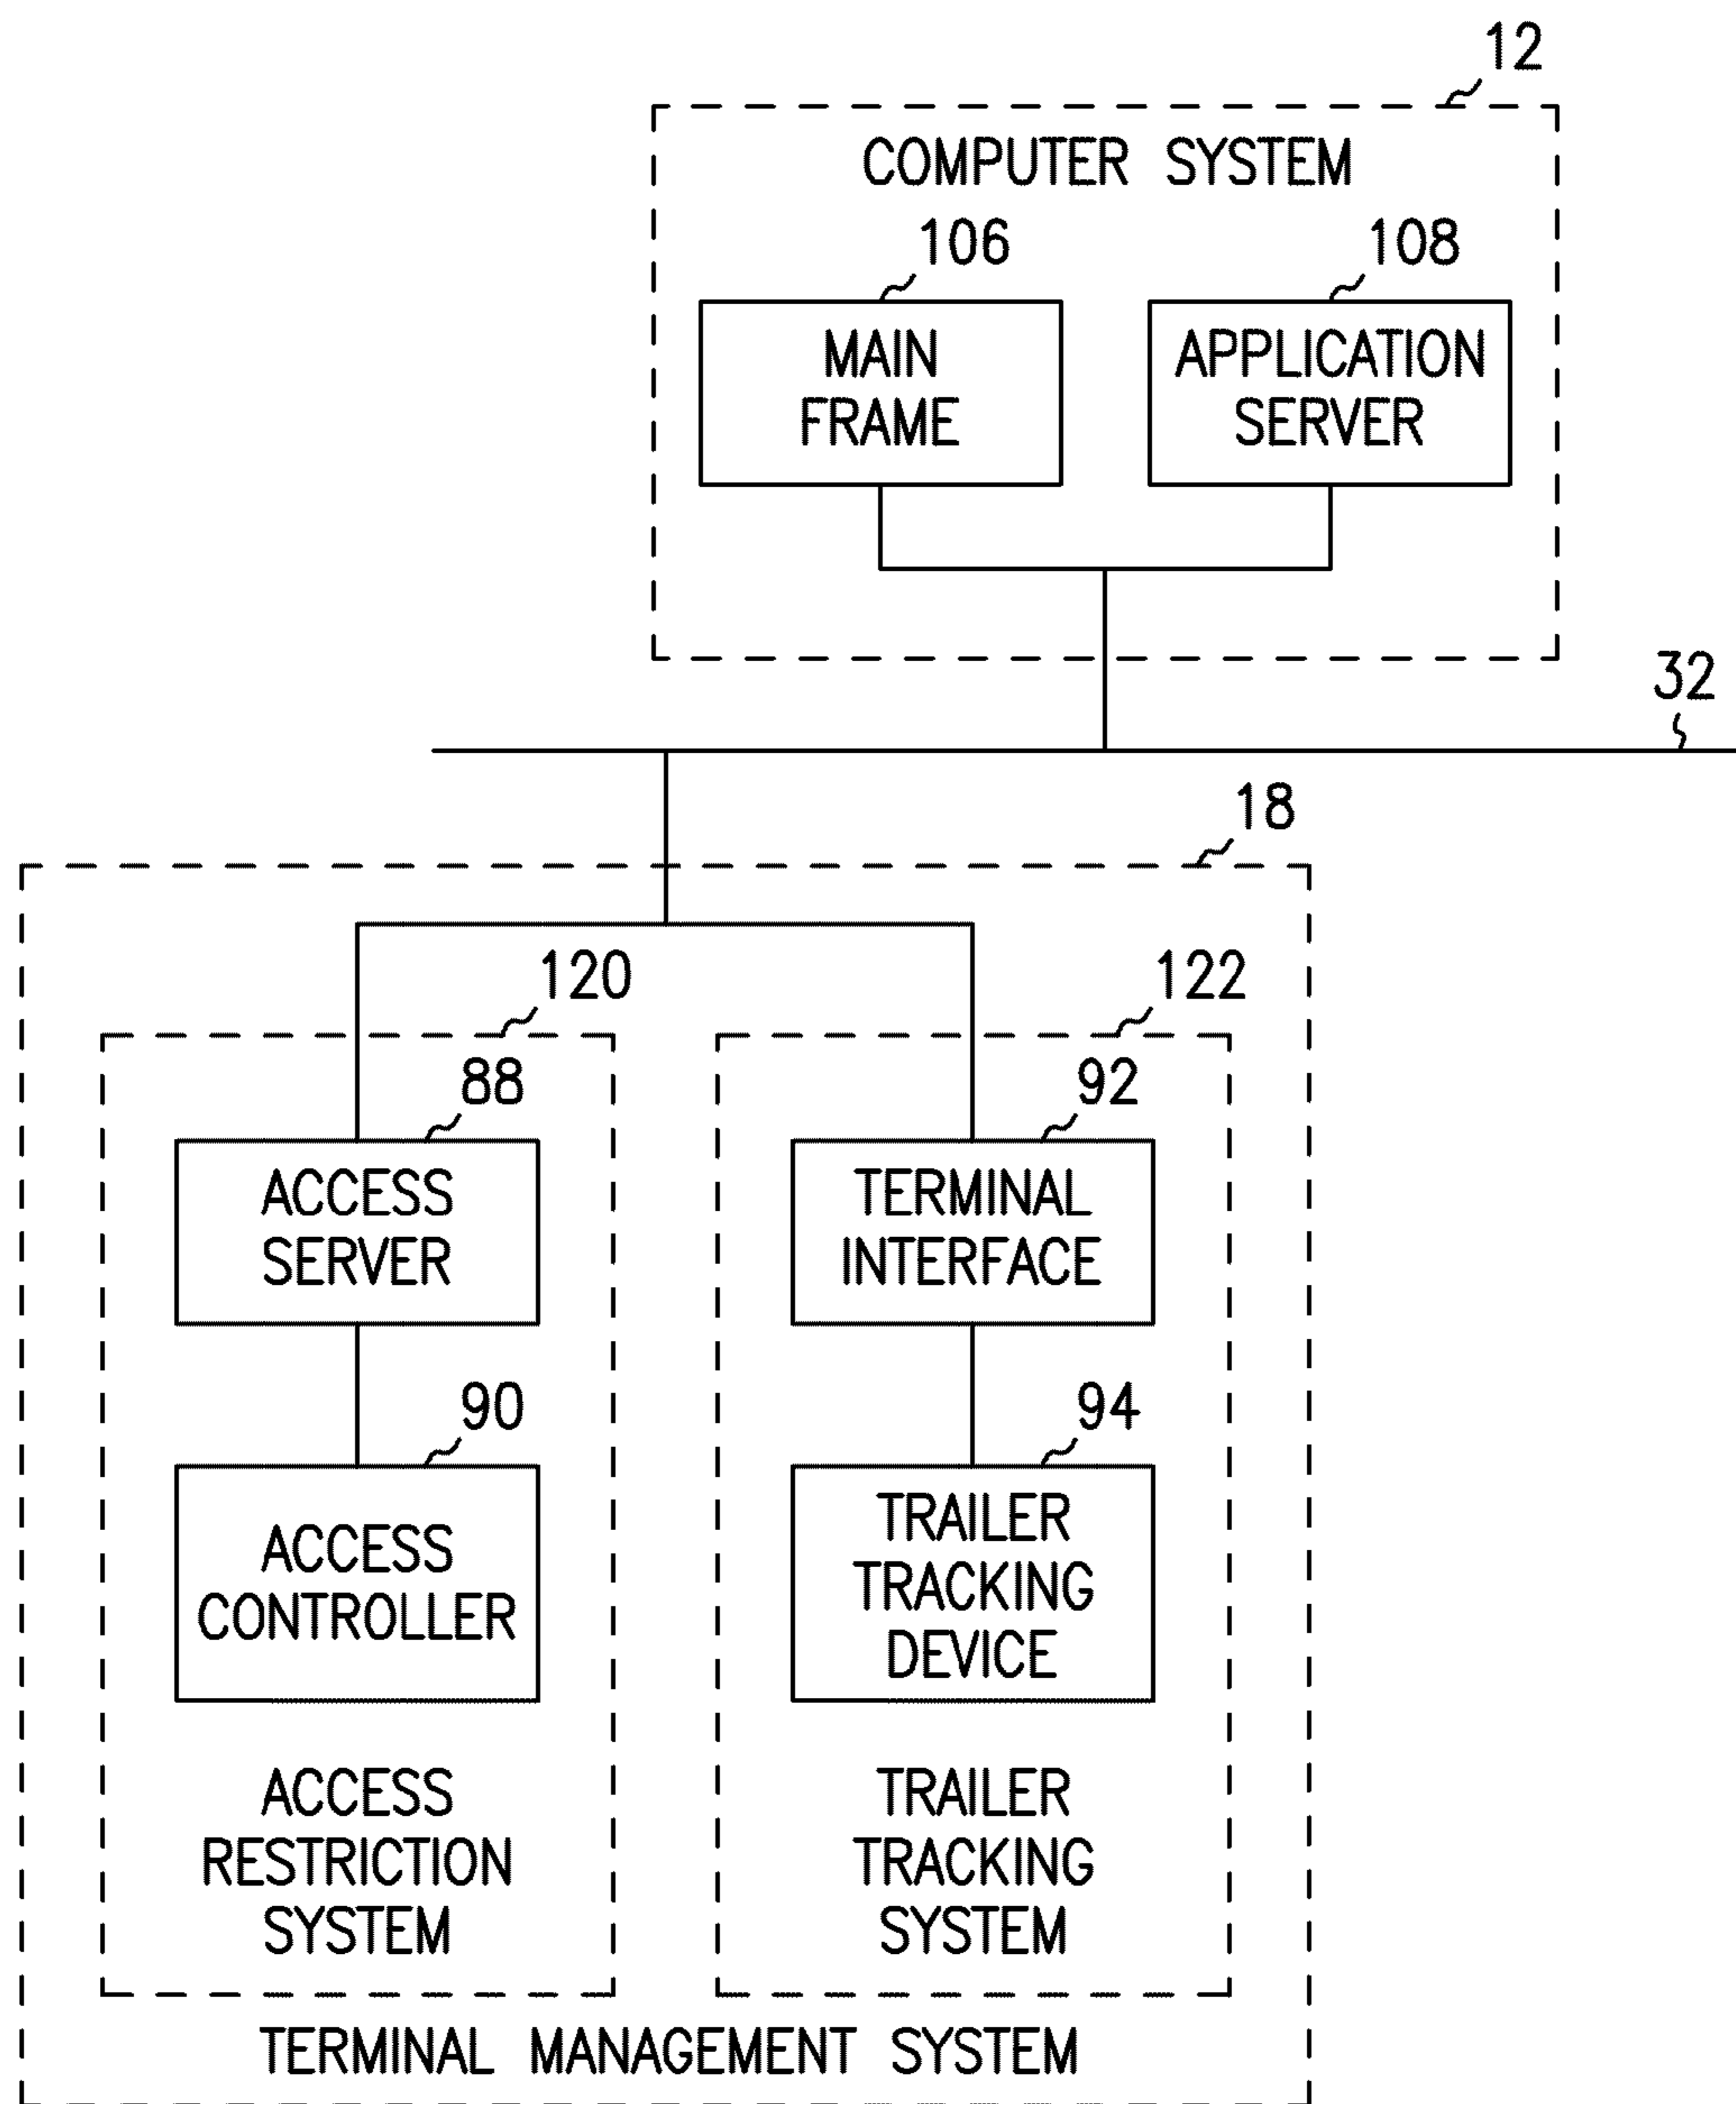 12
COMPUTER SYSTEM
106
108
MAIN
FRAME
APPLICATION
SERVER
32
18
120
122
88
92
ACCESS
SERVER
TERMINAL
INTERFACE
90
94
ACCESS
CONTROLLER
TRAILER
TRACKING
DEVICE
ACCESS
RESTRICTION
SYSTEM
TRAILER
TRACKING
SYSTEM
TERMINAL MANAGEMENT SYSTEM